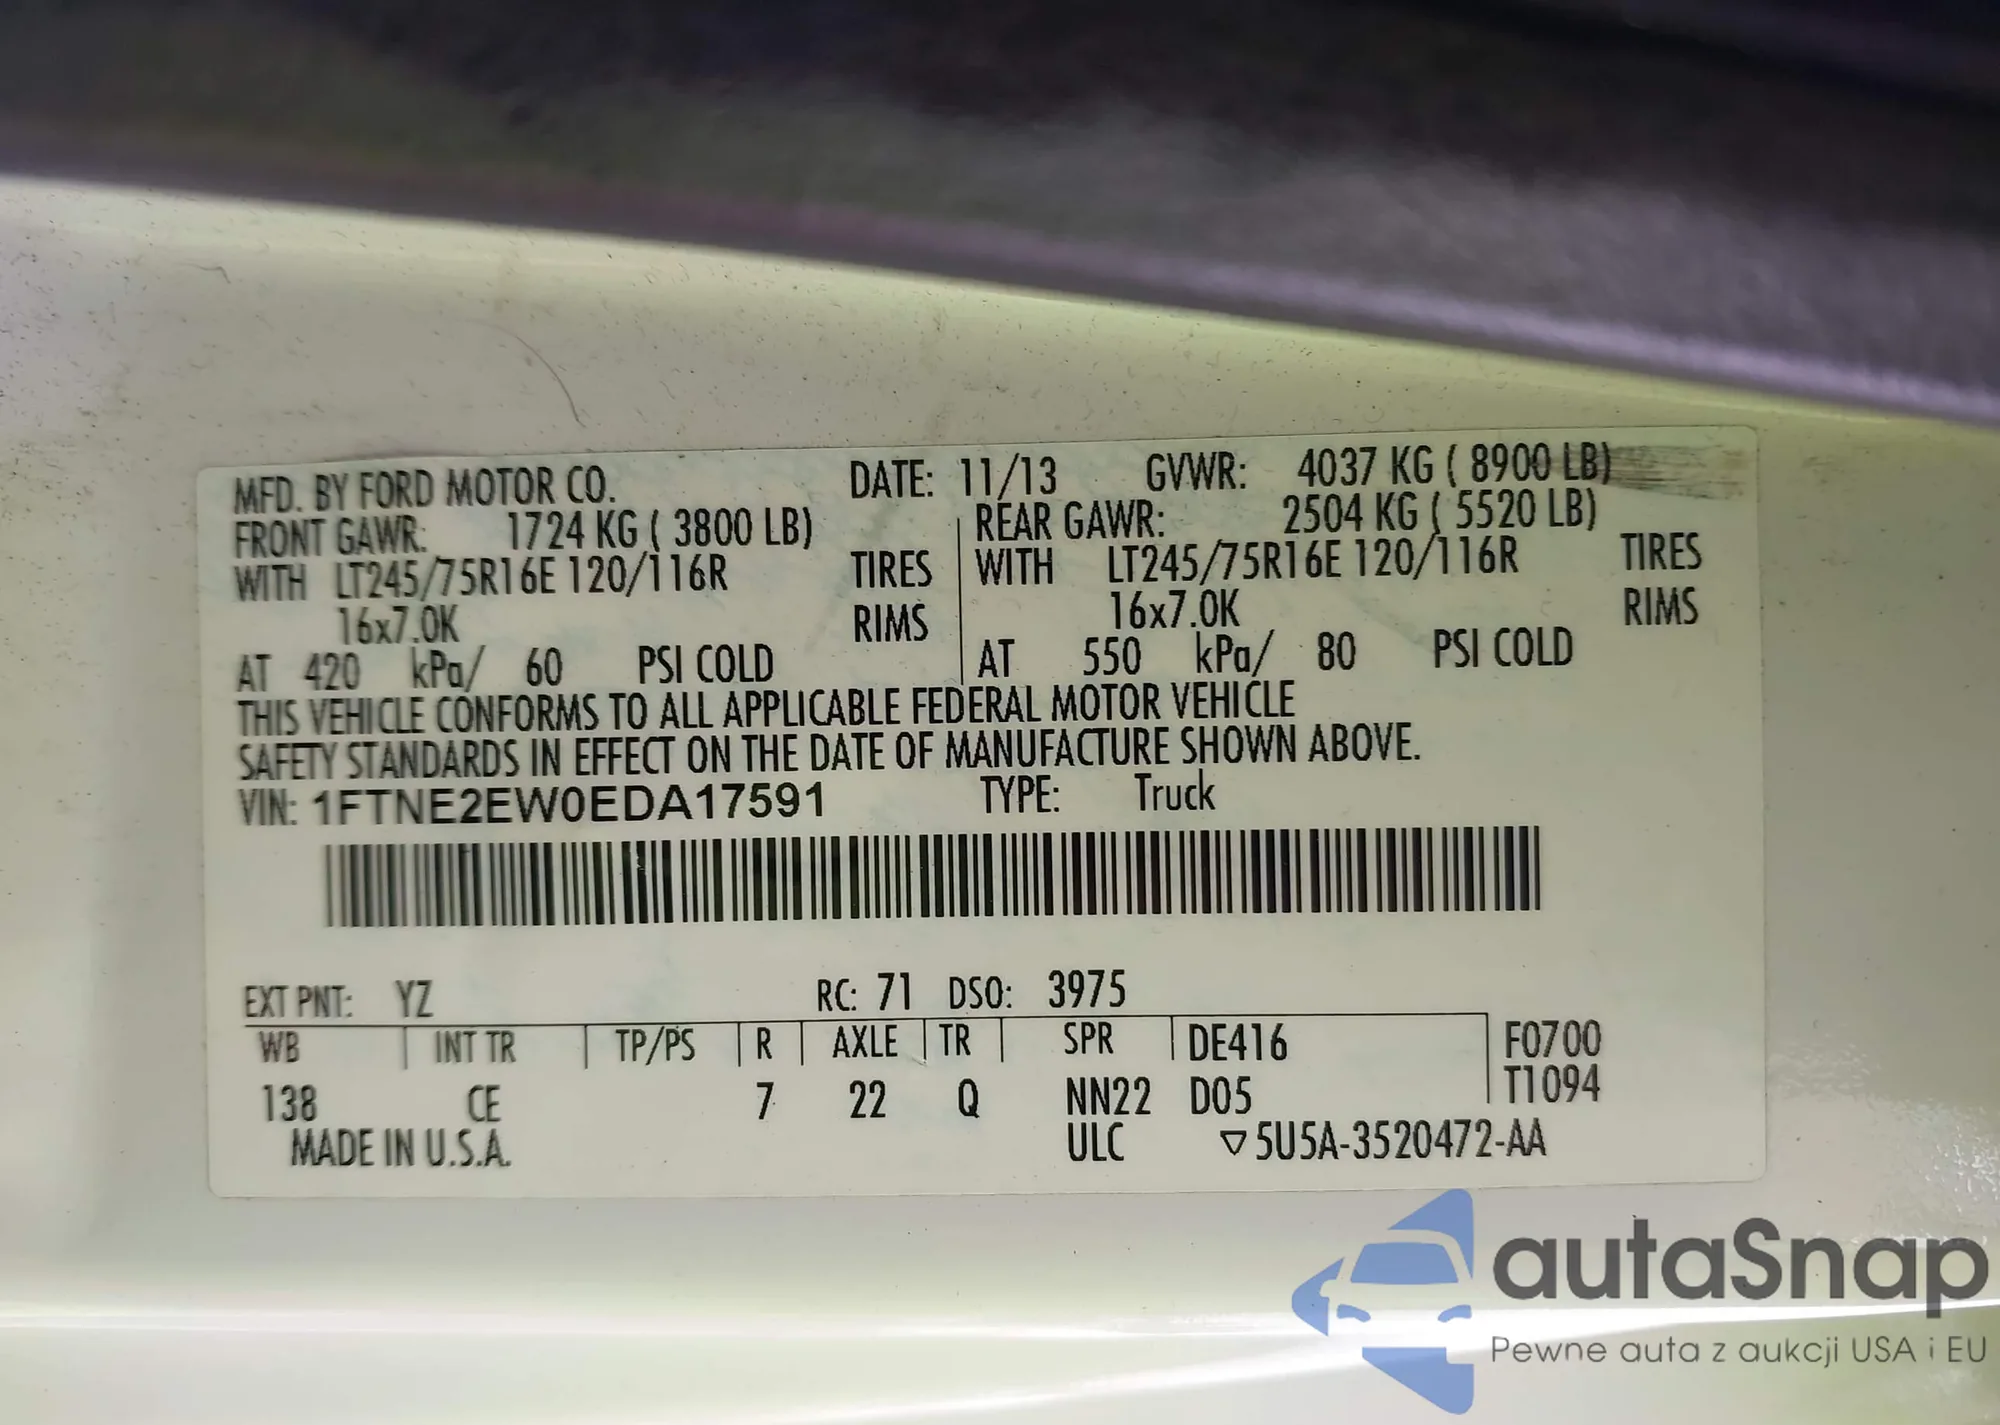 MFD. BY FORD MOTOR CO. DATE: 11/13 GVWR: 4037 KG ( 8900 LB)
FRONT GAWR: 1724 KG ( 3800 LB) REAR GAWR: 2504 KG ( 5520 LB)
WITH LT245/75R16E 120/116R TIRES WITH LT245/75R16E 120/116R TIRES
16x7.0K RIMS 16x7.0K RIMS
AT 420 kPa/ 60 PSI COLD AT 550 kPa/ 80 PSI COLD
THIS VEHICLE CONFORMS TO ALL APPLICABLE FEDERAL MOTOR VEHICLE
SAFETY STANDARDS IN EFFECT ON THE DATE OF MANUFACTURE SHOWN ABOVE.
VIN: 1FTNE2EW0EDA17591 TYPE: Truck
EXT PNT: YZ RC: 71 DSO: 3975
WB INT TR TP/PS R AXLE TR SPR DE416 F0700
138 CE 7 22 Q NN22 D05 T1094
MADE IN U.S.A. ULC ▽5U5A-3520472-AA
autaSnap
Pewne auta z aukcji USA i EU